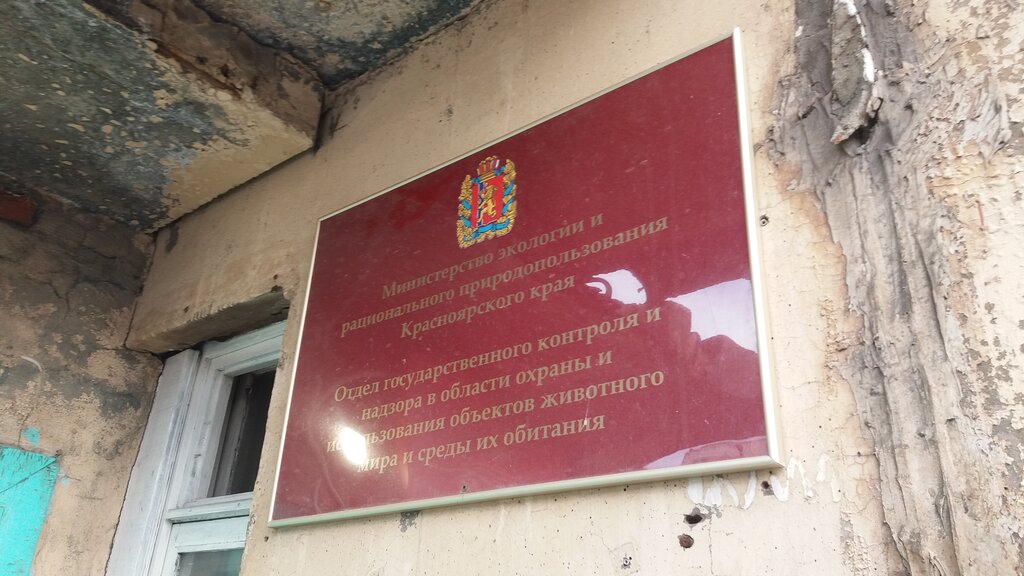 Министерство экологии и
рационального природопользования
Красноярского края
Отдел государственного контроля и
надзора в области охраны и
использования объектов животного
мира и среды их обитания